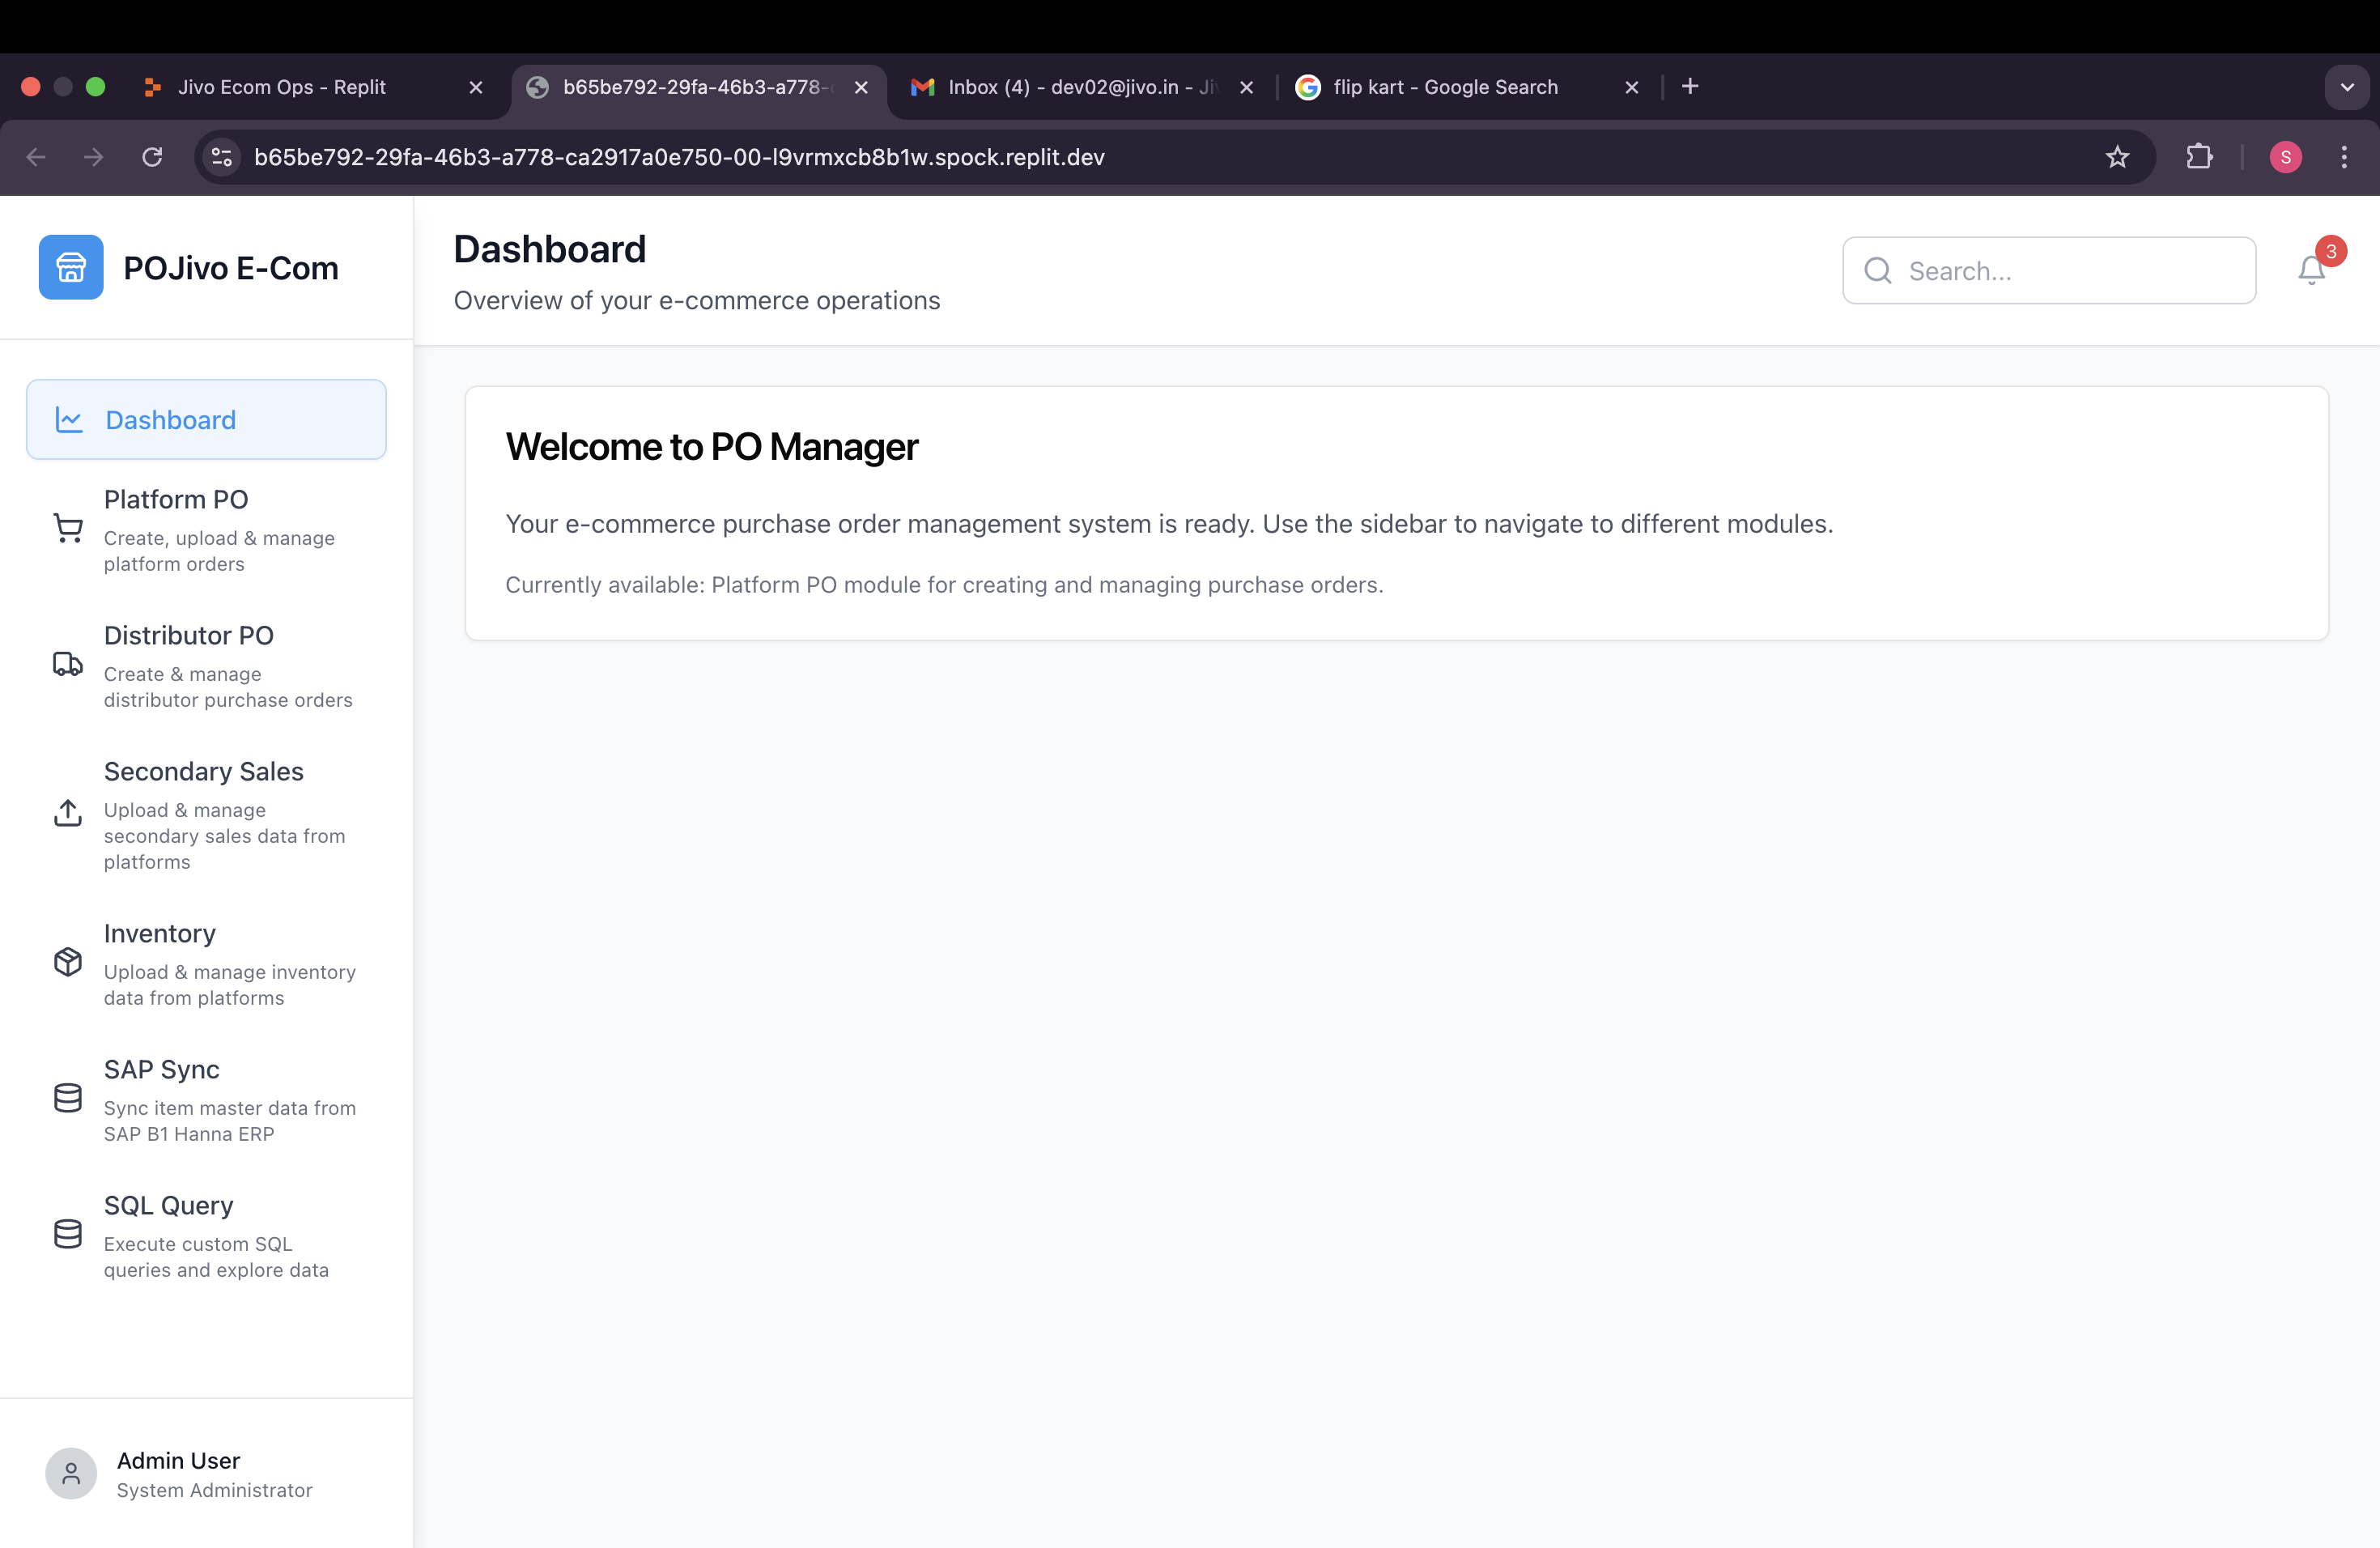 Jivo Ecom Ops - Replit
b65be792-29fa-46b3-a778-
Inbox (4) - dev02@jivo.in - Jiv
flip kart - Google Search
b65be792-29fa-46b3-a778-ca2917a0e750-00-l9vrmxcb8b1w.spock.replit.dev
S
POJivo E-Com
Dashboard
Overview of your e-commerce operations
Search...
3
Dashboard
Platform PO
Create, upload & manage
platform orders
Distributor PO
Create & manage
distributor purchase orders
Secondary Sales
Upload & manage
secondary sales data from
platforms
Inventory
Upload & manage inventory
data from platforms
SAP Sync
Sync item master data from
SAP B1 Hanna ERP
SQL Query
Execute custom SQL
queries and explore data
Admin User
System Administrator
Welcome to PO Manager
Your e-commerce purchase order management system is ready. Use the sidebar to navigate to different modules.
Currently available: Platform PO module for creating and managing purchase orders.